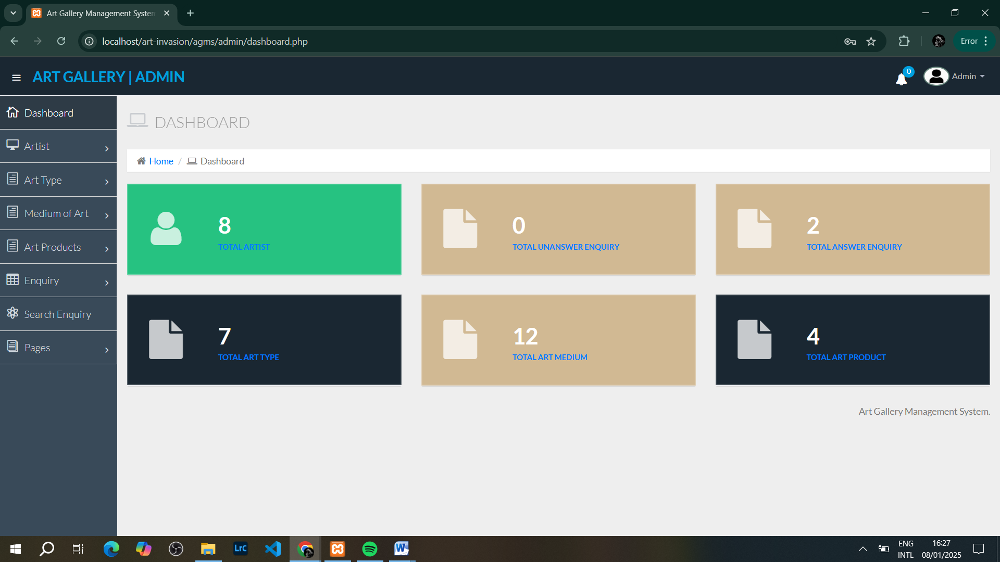 Art Gallery Management System
localhost/art-invasion/agms/admin/dashboard.php
Error
ART GALLERY | ADMIN
0
Admin
Dashboard
Artist
Art Type
Medium of Art
Art Products
Enquiry
Search Enquiry
Pages
DASHBOARD
Home / Dashboard
8
TOTAL ARTIST
0
TOTAL UNANSWER ENQUIRY
2
TOTAL ANSWER ENQUIRY
7
TOTAL ART TYPE
12
TOTAL ART MEDIUM
4
TOTAL ART PRODUCT
Art Gallery Management System.
LrC
W
ENG
INTL
16:27
08/01/2025